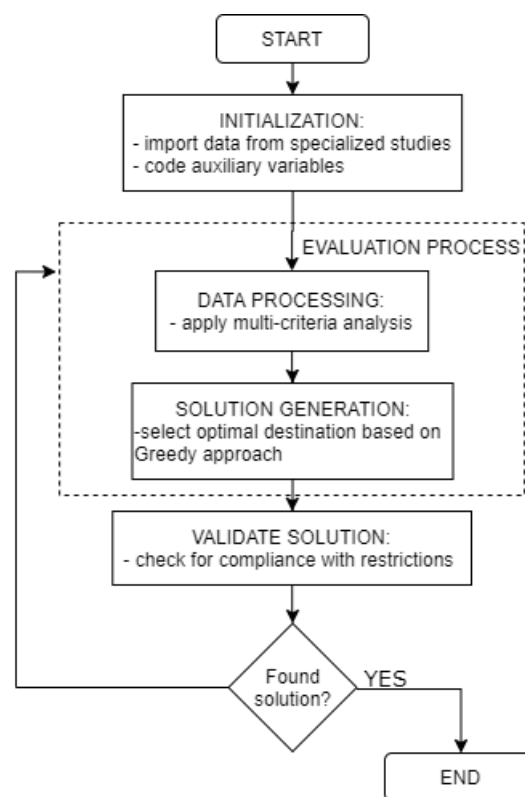 START
INITIALIZATION:
- import data from specialized studies
- code auxiliary variables
EVALUATION PROCESS
DATA PROCESSING:
- apply multi-criteria analysis
SOLUTION GENERATION:
-select optimal destination based on
Greedy approach
VALIDATE SOLUTION:
- check for compliance with restrictions
Found
solution?
YES
END